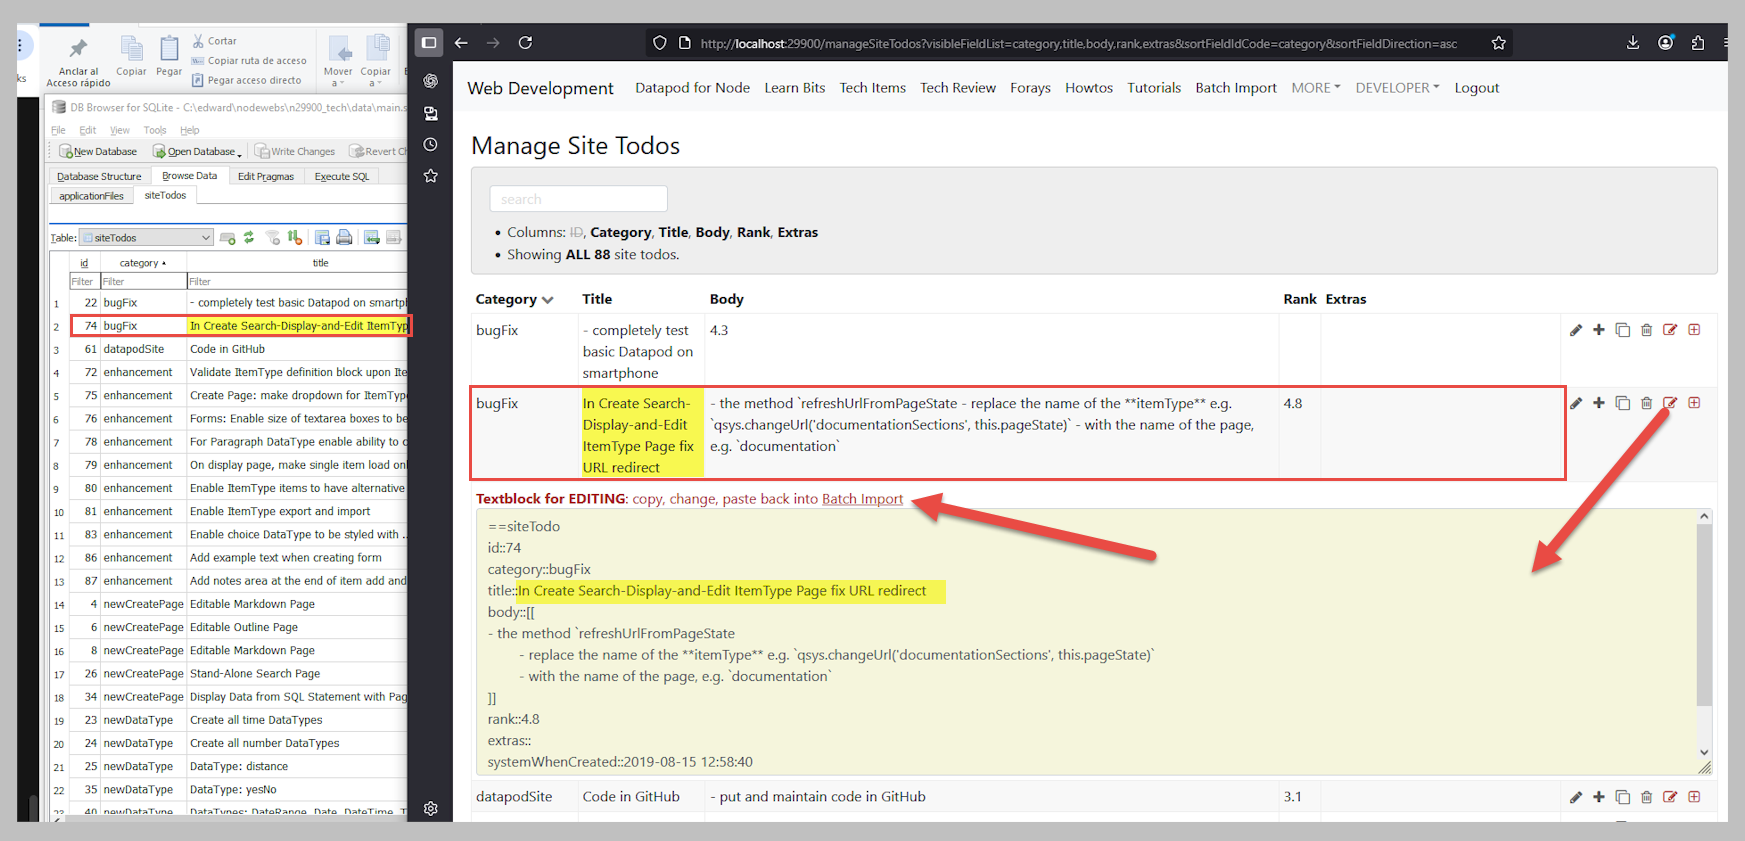 ks
Anclar al
Acceso rápido
Copiar
Pegar
Cortar
Copiar ruta de acceso
Pegar acceso directo
Mover
a
Copiar
a
DB Browser for SQLite - C:\edward\nodewebs\n29900_tech\data\main.s
File Edit View Tools Help
New Database Open Database Write Changes Revert Ch
Database Structure Browse Data Edit Pragmas Execute SQL
applicationFiles siteTodos
Table: siteTodos
id category title
Filter Filter Filter
1 22 bugFix - completely test basic Datapod on smartph
2 74 bugFix In Create Search-Display-and-Edit ItemTyp
3 61 datapodSite Code in GitHub
4 72 enhancement Validate ItemType definition block upon Ite
5 75 enhancement Create Page: make dropdown for ItemType
6 76 enhancement Forms: Enable size of textarea boxes to be
7 78 enhancement For Paragraph DataType enable ability to c
8 79 enhancement On display page, make single item load onl
9 80 enhancement Enable ItemType items to have alternative
10 81 enhancement Enable ItemType export and import
11 83 enhancement Enable choice DataType to be styled with ..
12 86 enhancement Add example text when creating form
13 87 enhancement Add notes area at the end of item add and
14 4 newCreatePage Editable Markdown Page
15 6 newCreatePage Editable Outline Page
16 8 newCreatePage Editable Markdown Page
17 26 newCreatePage Stand-Alone Search Page
18 34 newCreatePage Display Data from SQL Statement with Pag
19 23 newDataType Create all time DataTypes
20 24 newDataType Create all number DataTypes
21 25 newDataType DataType: distance
22 35 newDataType DataType: yesNo
23 40 newDataType DataTypes: DateRange, Date, DateTime, T
http://localhost:29900/manageSiteTodos?visibleFieldList=category,title,body,rank,extras&sortFieldIdCode=category&sortFieldDirection=asc
Web Development Datapod for Node Learn Bits Tech Items Tech Review Forays Howtos Tutorials Batch Import MORE DEVELOPER Logout
Manage Site Todos
search
• Columns: ID, Category, Title, Body, Rank, Extras
• Showing ALL 88 site todos.
Category Title Body Rank Extras
bugFix - completely test 4.3
basic Datapod on
smartphone
bugFix In Create Search- - the method `refreshUrlFromPageState - replace the name of the **itemType** e.g. 4.8
Display-and-Edit `qsys.changeUrl('documentationSections', this.pageState)` - with the name of the page,
ItemType Page fix e.g. `documentation`
URL redirect
Textblock for EDITING: copy, change, paste back into Batch Import
==siteTodo
id::74
category::bugFix
title::In Create Search-Display-and-Edit ItemType Page fix URL redirect
body::[[
- the method `refreshUrlFromPageState
- replace the name of the **itemType** e.g. `qsys.changeUrl('documentationSections', this.pageState)`
- with the name of the page, e.g. `documentation`
]]
rank::4.8
extras::
systemWhenCreated::2019-08-15 12:58:40
datapodSite Code in GitHub - put and maintain code in GitHub 3.1